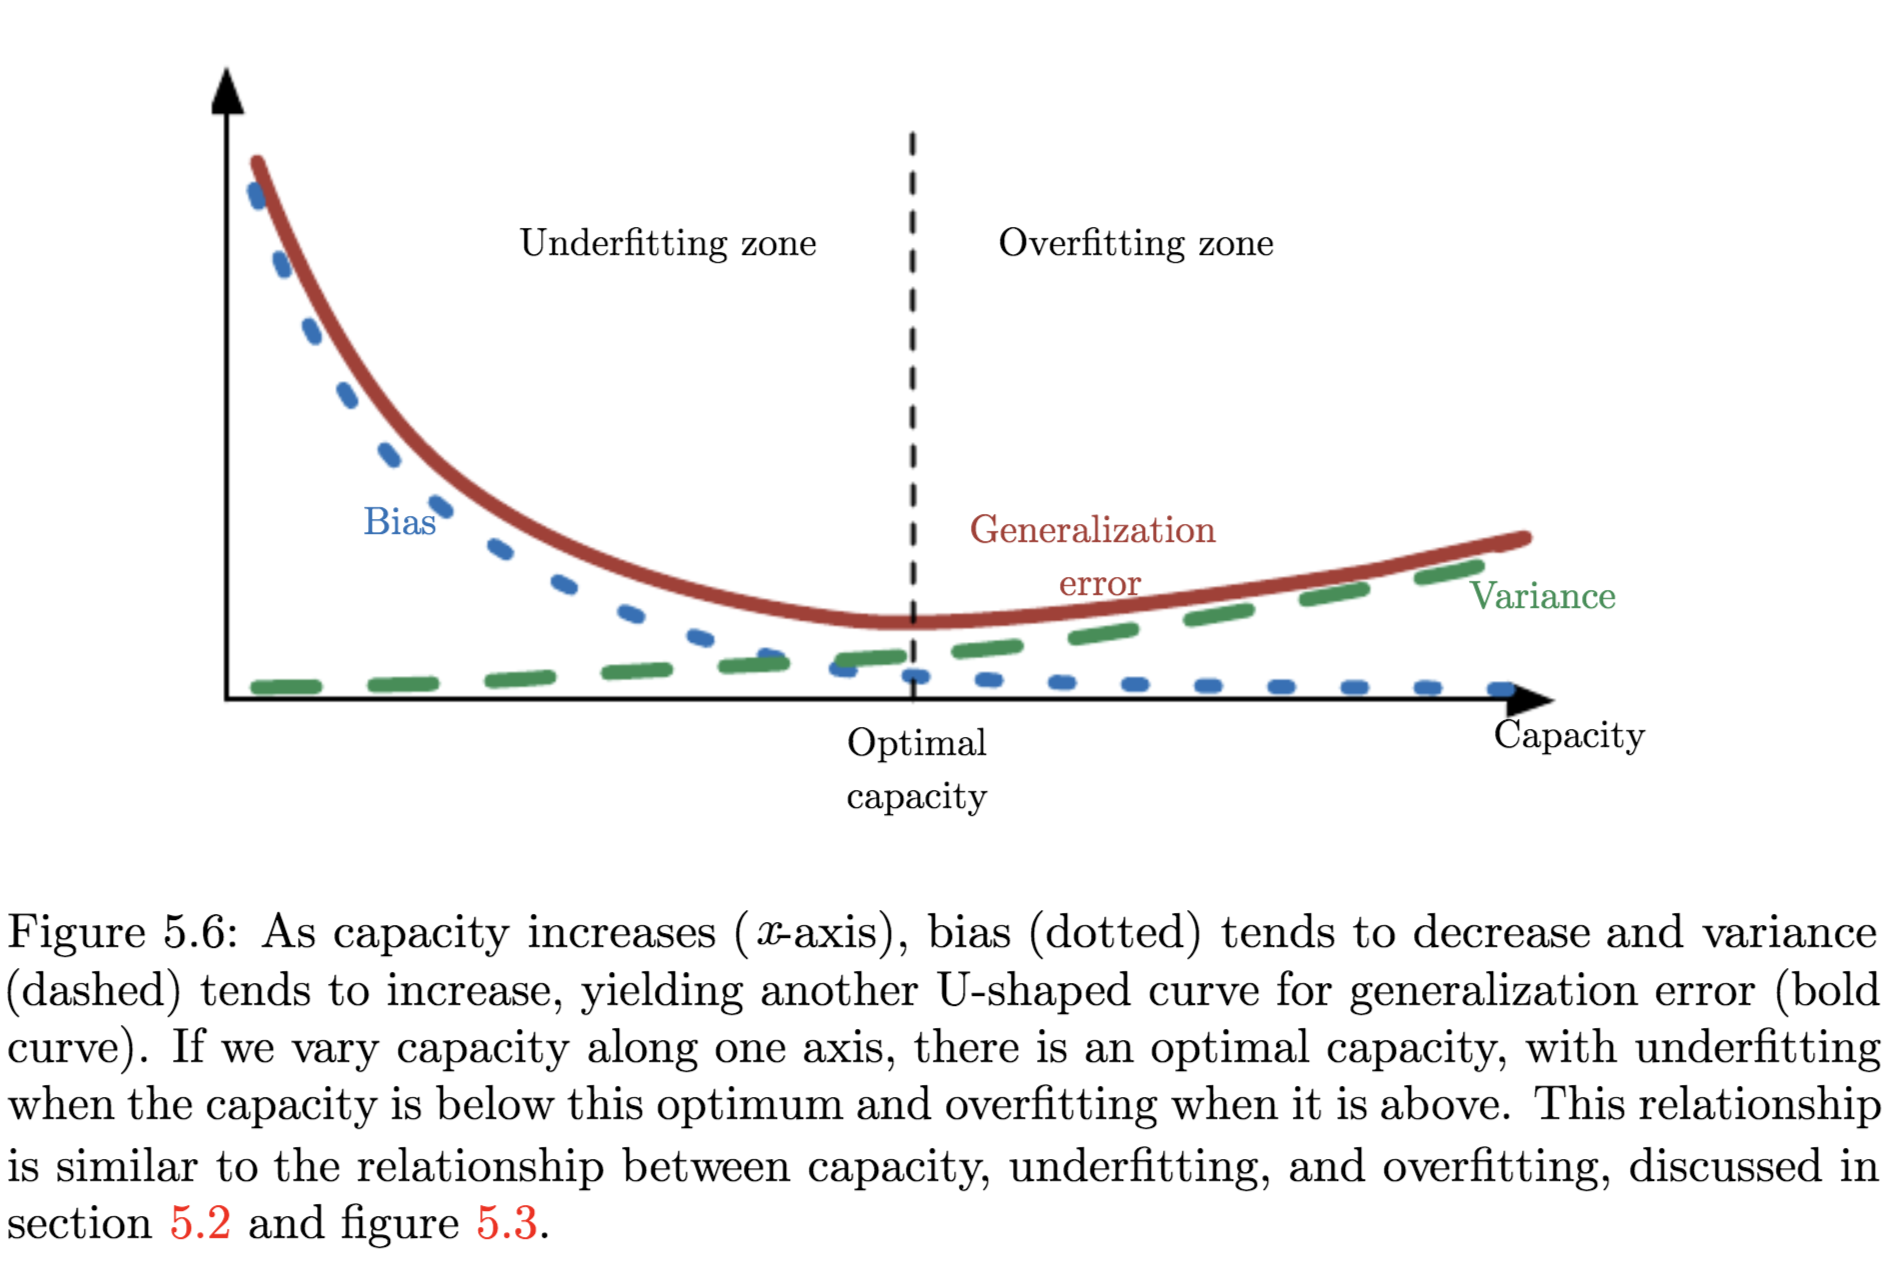 Underfitting zone
Overfitting zone
Bias
Generalization
error
Variance
Optimal
capacity
Capacity
Figure 5.6: As capacity increases (x-axis), bias (dotted) tends to decrease and variance
(dashed) tends to increase, yielding another U-shaped curve for generalization error (bold
curve). If we vary capacity along one axis, there is an optimal capacity, with underfitting
when the capacity is below this optimum and overfitting when it is above. This relationship
is similar to the relationship between capacity, underfitting, and overfitting, discussed in
section 5.2 and figure 5.3.